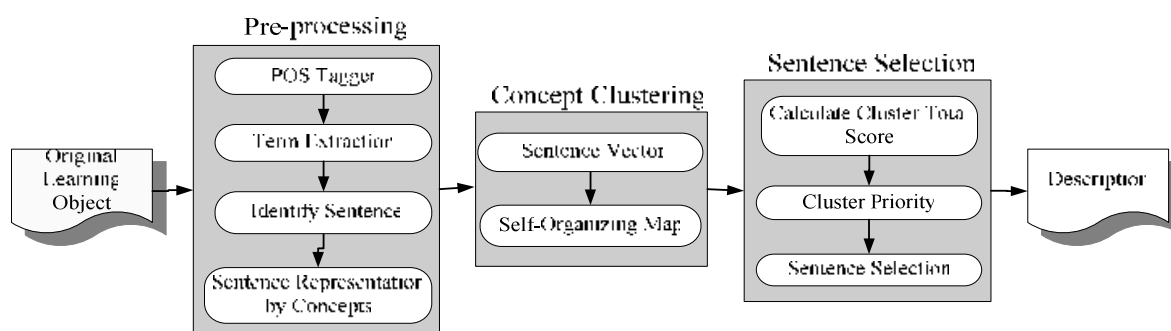 Pre-processing
POS Tagger
Term Extraction
Identify Sentence
Sentence Representation
by Concepts
Original
Learning
Object
Concept Clustering
Sentence Vector
Self-Organizing Map
Sentence Selection
Calculate Cluster Total
Score
Cluster Priority
Sentence Selection
Description